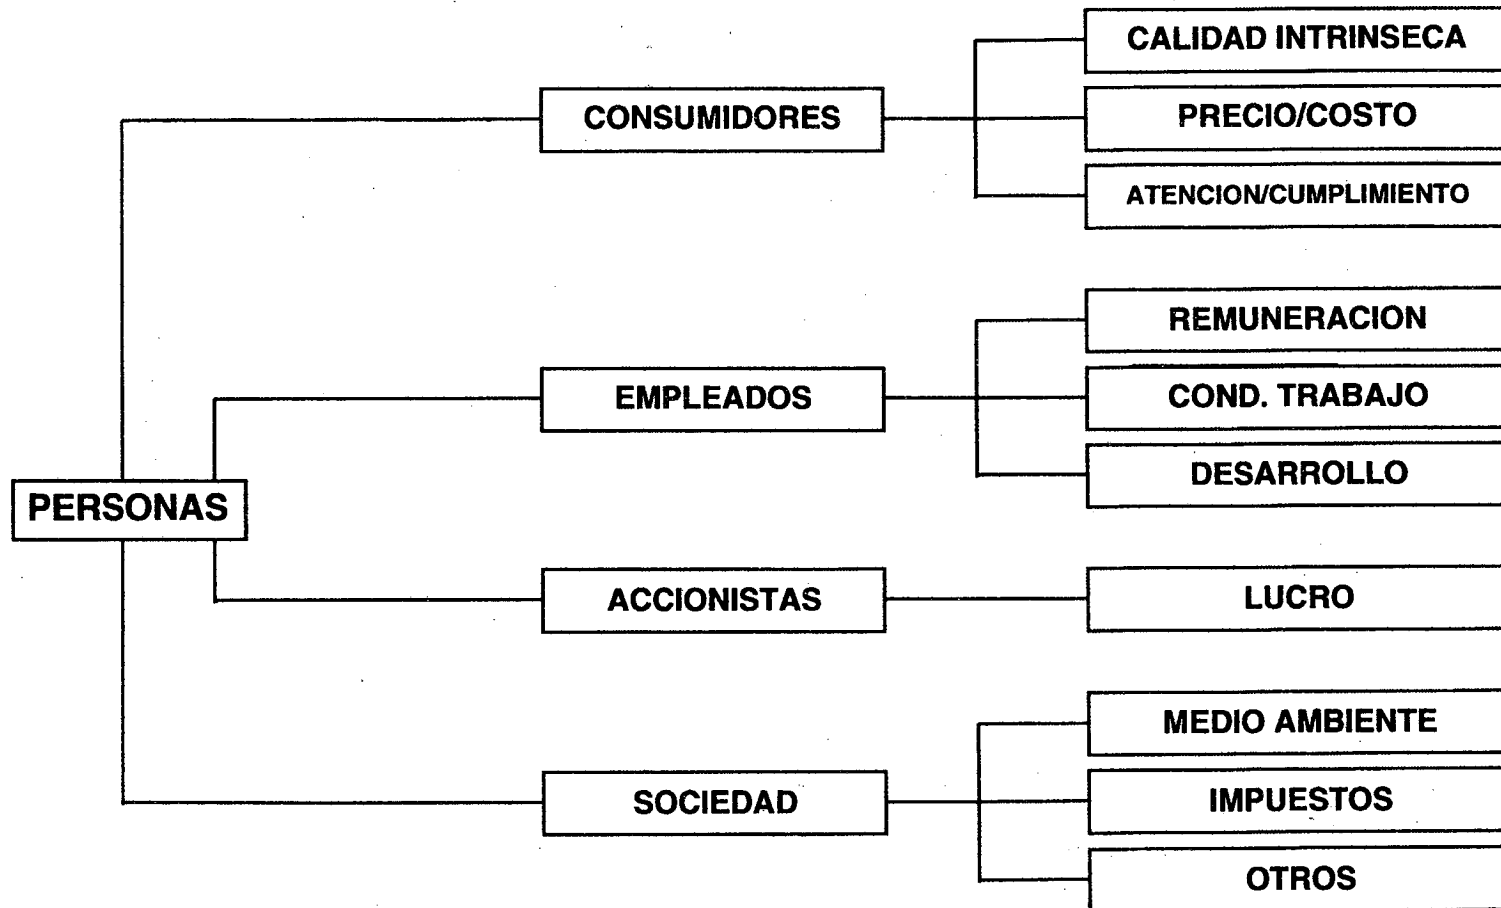 CALIDAD INTRINSECA
CONSUMIDORES
PRECIO/COSTO
ATENCION/CUMPLIMIENTO
REMUNERACION
EMPLEADOS
COND. TRABAJO
DESARROLLO
PERSONAS
ACCIONISTAS
LUCRO
MEDIO AMBIENTE
SOCIEDAD
IMPUESTOS
OTROS